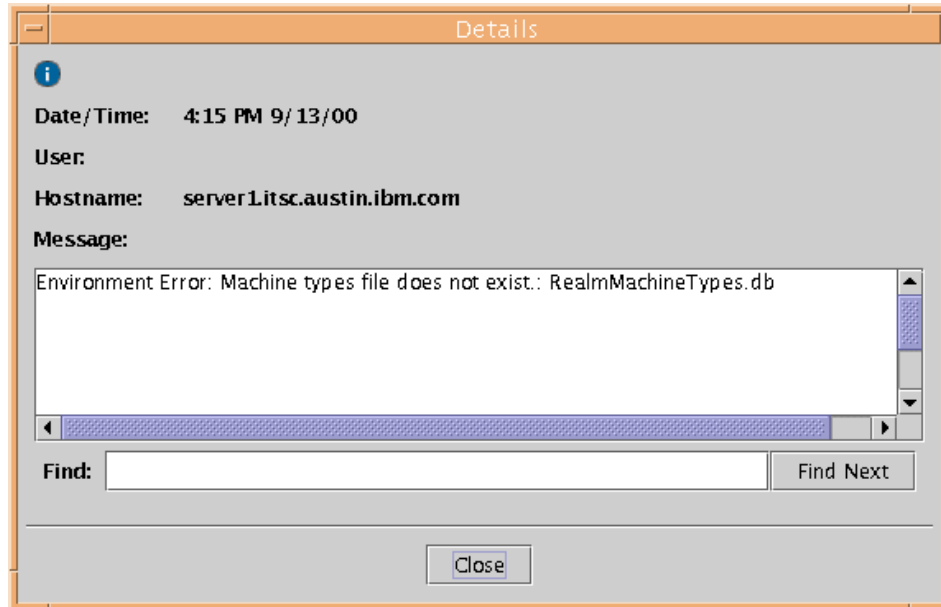 Details
i
Date/Time: 4:15 PM 9/13/00
User:
Hostname: server1.itsc.austin.ibm.com
Message:
Environment Error: Machine types file does not exist.: RealmMachineTypes.db
Find: Find Next
Close